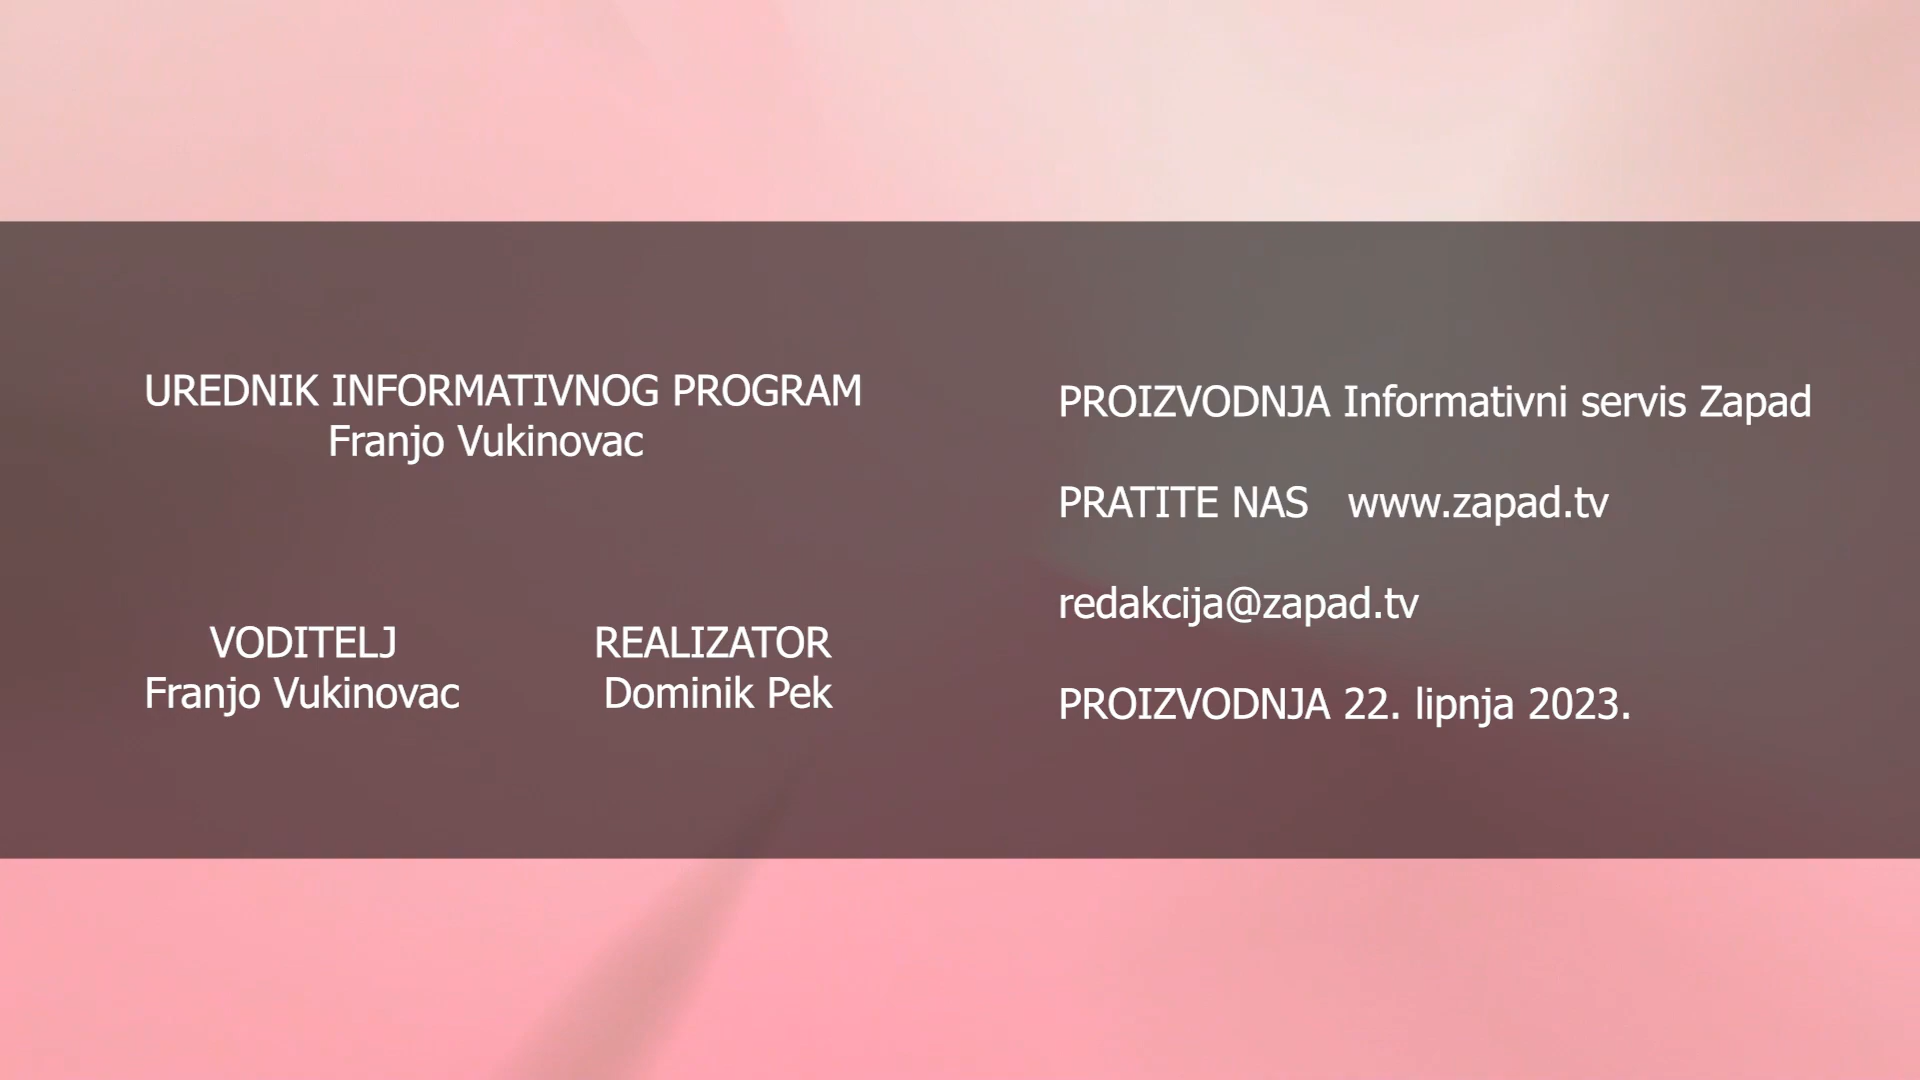 UREDNIK INFORMATIVNOG PROGRAM
Franjo Vukinovac
VODITELJ
Franjo Vukinovac
REALIZATOR
Dominik Pek
PROIZVODNJA Informativni servis Zapad
PRATITE NAS www.zapad.tv
redakcija@zapad.tv
PROIZVODNJA 22. lipnja 2023.